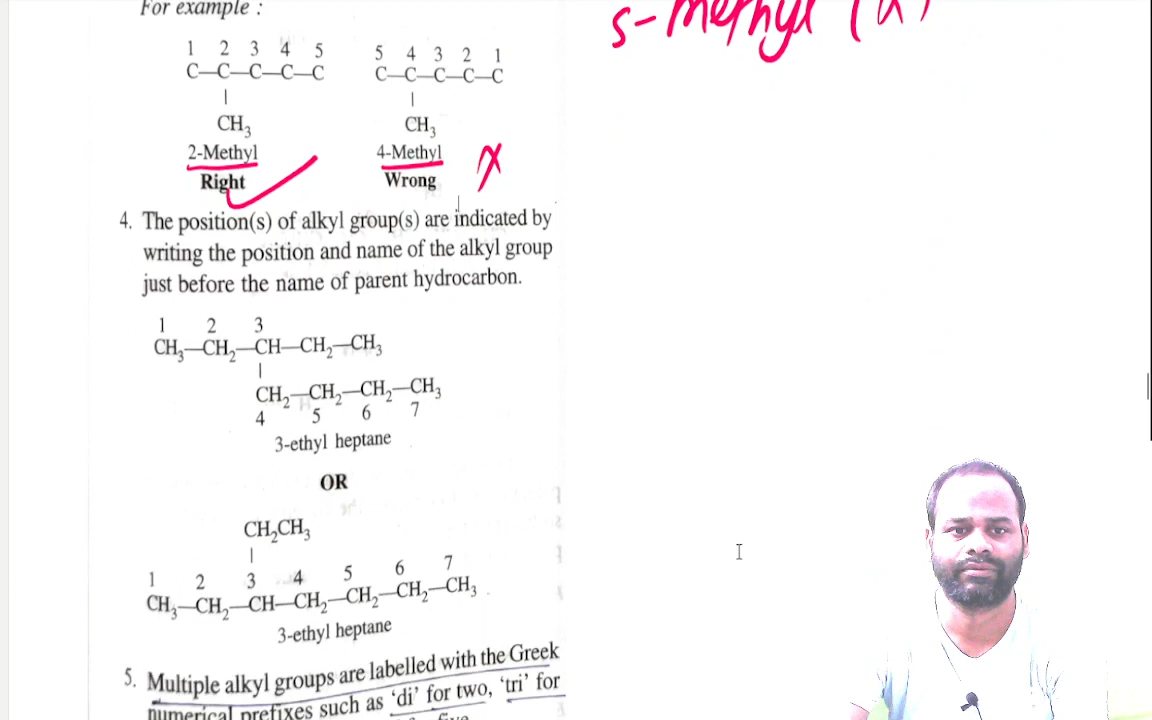 For example :
1 2 3 4 5
C—C—C—C—C
|
CH₃
2-Methyl
Right
5 4 3 2 1
C—C—C—C—C
|
CH₃
4-Methyl
Wrong
4. The position(s) of alkyl group(s) are indicated by
writing the position and name of the alkyl group
just before the name of parent hydrocarbon.
1 2 3
CH₃—CH₂—CH—CH₂—CH₃
|
CH₂—CH₂—CH₂—CH₃
4 5 6 7
3-ethyl heptane
OR
CH₂CH₃
|
1 2 3 4 5 6 7
CH₃—CH₂—CH—CH₂—CH₂—CH₂—CH₃
3-ethyl heptane
5. Multiple alkyl groups are labelled with the Greek
numerical prefixes such as ‘di’ for two, ‘tri’ for
5-methyl (x)